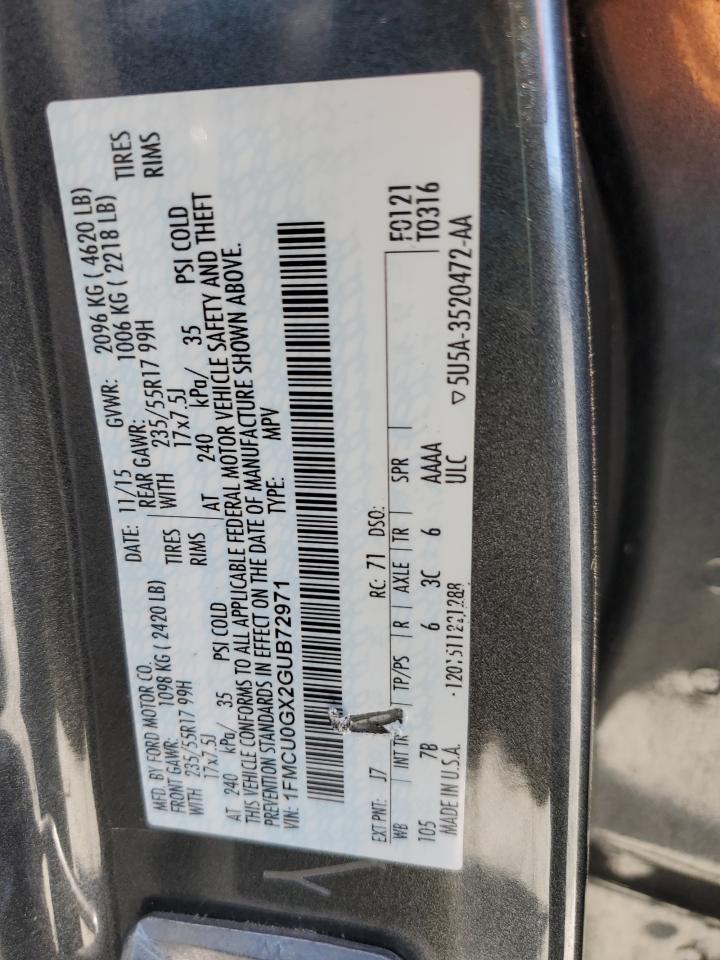 MFD. BY FORD MOTOR CO.
DATE: 11/15 GVWR: 2096 KG ( 4620 LB)
FRONT GAWR: 1098 KG ( 2420 LB)
REAR GAWR: 1006 KG ( 2218 LB)
WITH 235/55R17 99H TIRES
WITH 235/55R17 99H TIRES
17x7.5J RIMS
17x7.5J RIMS
AT 240 kPa/ 35 PSI COLD
AT 240 kPa/ 35 PSI COLD
THIS VEHICLE CONFORMS TO ALL APPLICABLE FEDERAL MOTOR VEHICLE SAFETY AND THEFT
PREVENTION STANDARDS IN EFFECT ON THE DATE OF MANUFACTURE SHOWN ABOVE.
VIN: 1FMCU0GX2GUB72971 TYPE: MPV
EXT PNT: J7 RC: 71 DSO: F0121
WB INT TR TP/PS R AXLE TR SPR T0316
105 7B 6 3C 6 AAAA
MADE IN U.S.A. ULC ▽5U5A-3520472-AA
Y